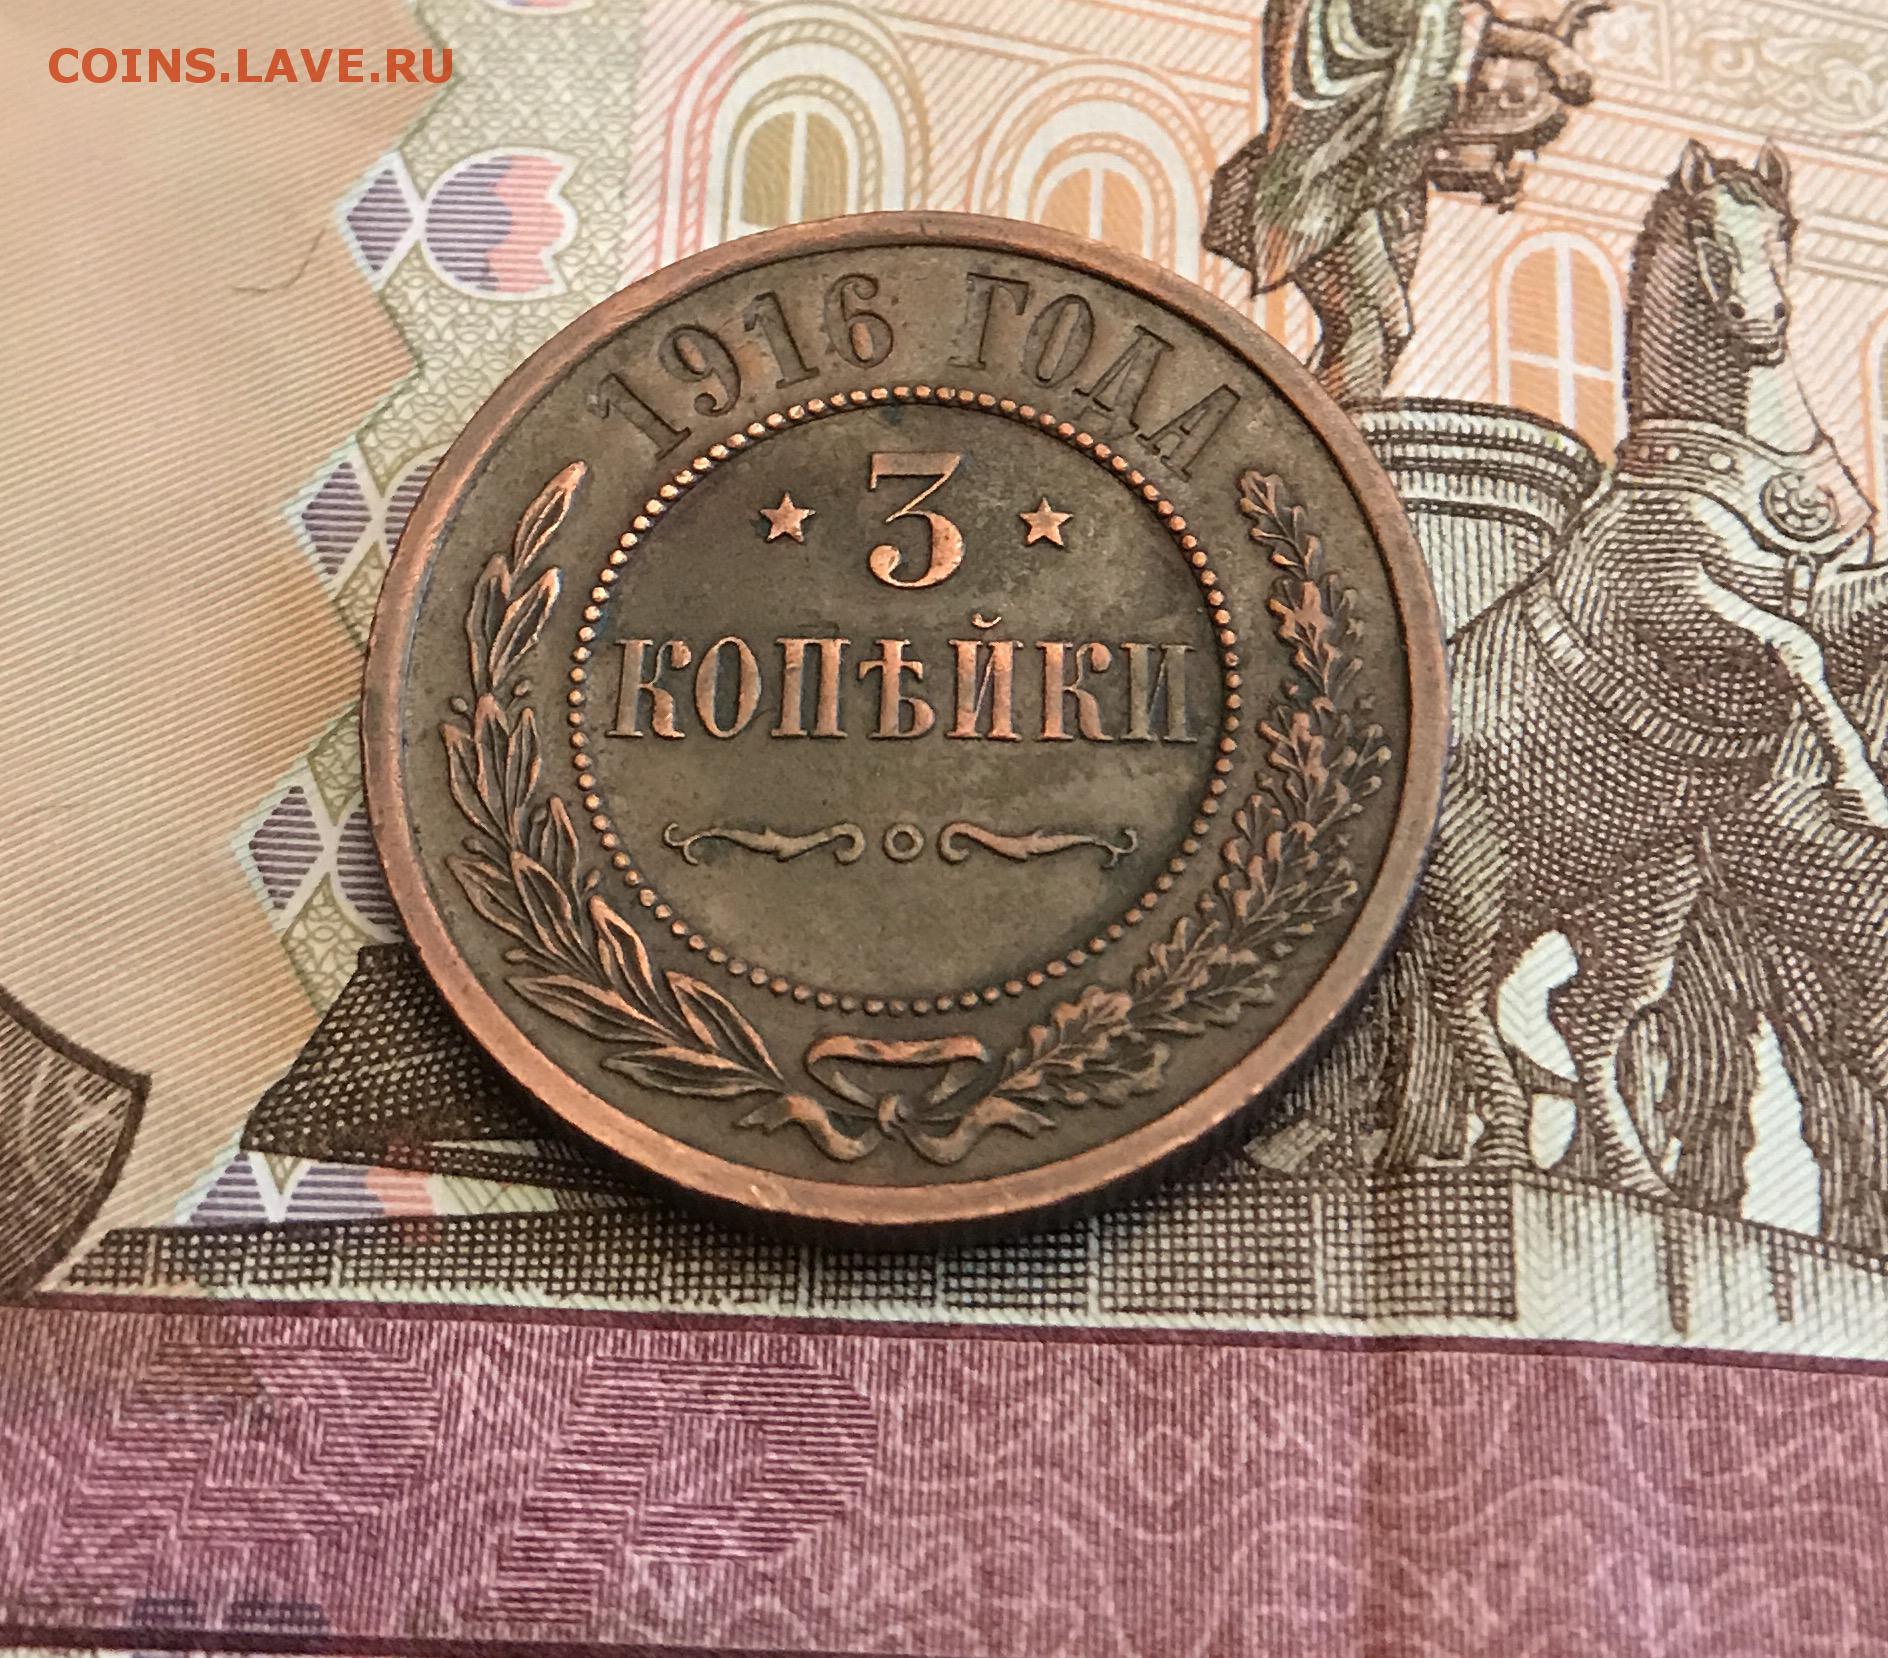 COINS.LAVE.RU
1916 ГОДА
3
КОПѢЙКИ